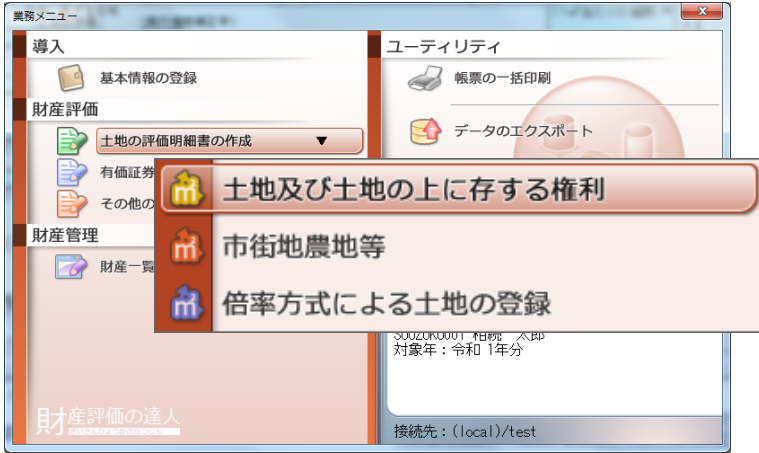 業務メニュー
導入
基本情報の登録
財産評価
土地の評価明細書の作成 ▼
有価証券
その他の
財産管理
財産一覧
ユーティリティ
帳票の一括印刷
データのエクスポート
土地及び土地の上に存する権利
市街地農地等
倍率方式による土地の登録
SOUZOKU001 相続 太郎
対象年：令和 1年分
財産評価の達人
接続先：(local)/test